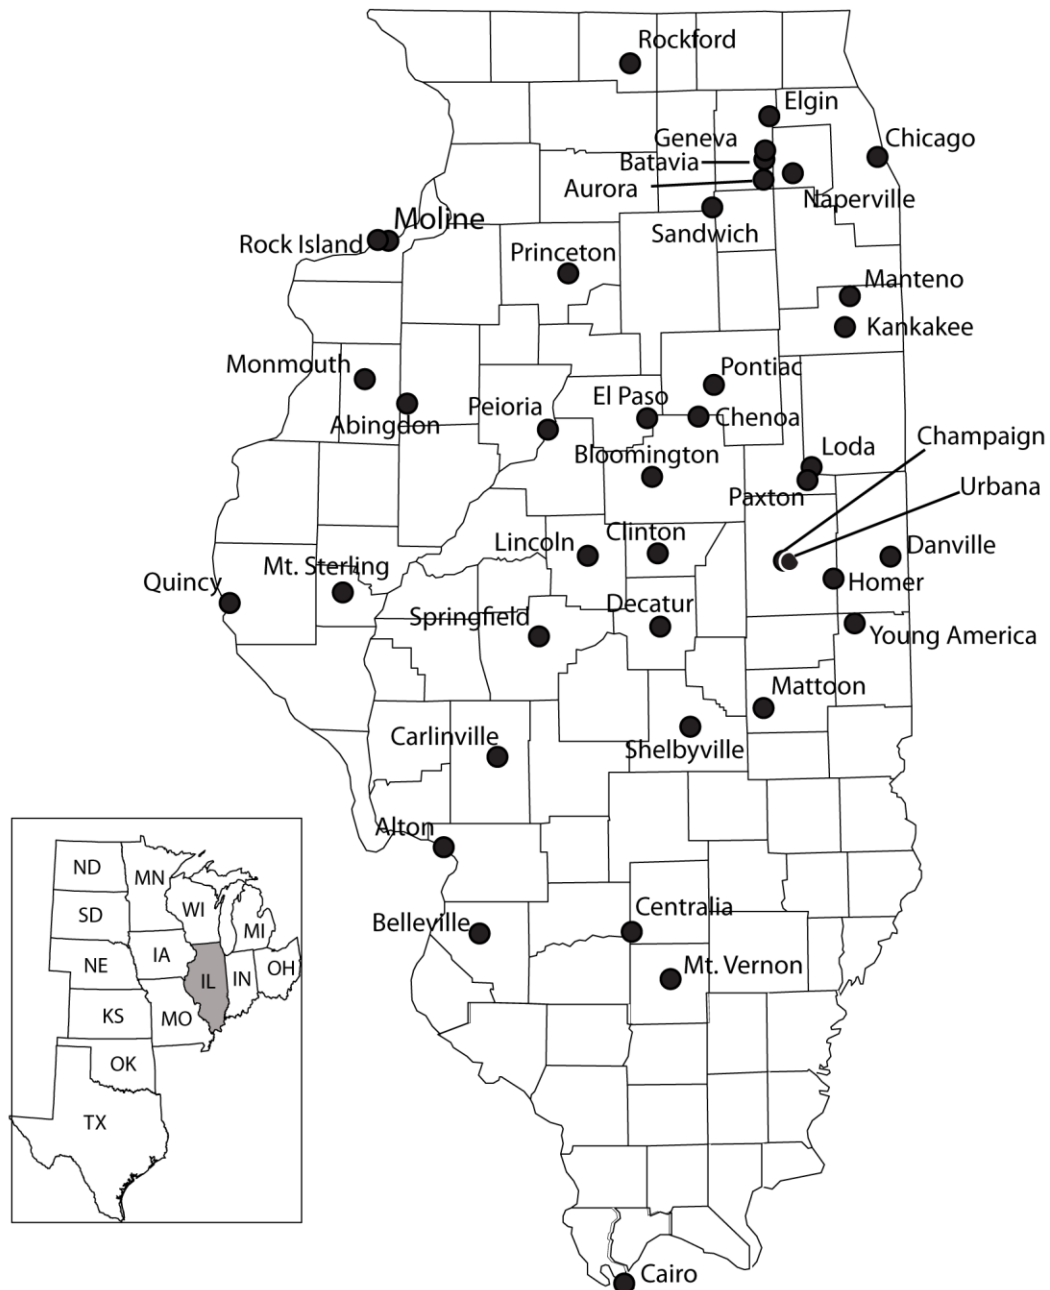 Rockford
Elgin
Geneva
Chicago
Batavia
Aurora
Naperville
Moline
Sandwich
Rock Island
Princeton
Manteno
Kankakee
Monmouth
Pontiac
El Paso
Peioria
Abingdon
Chenoa
Champaign
Loda
Bloomington
Urbana
Paxton
Clinton
Lincoln
Danville
Mt. Sterling
Quincy
Homer
Decatur
Springfield
Young America
Mattoon
Carlinville
Shelbyville
Alton
Centralia
Belleville
Mt. Vernon
Cairo
ND
MN
WI
SD
MI
IA
NE
IL
IN
OH
KS
MO
OK
TX